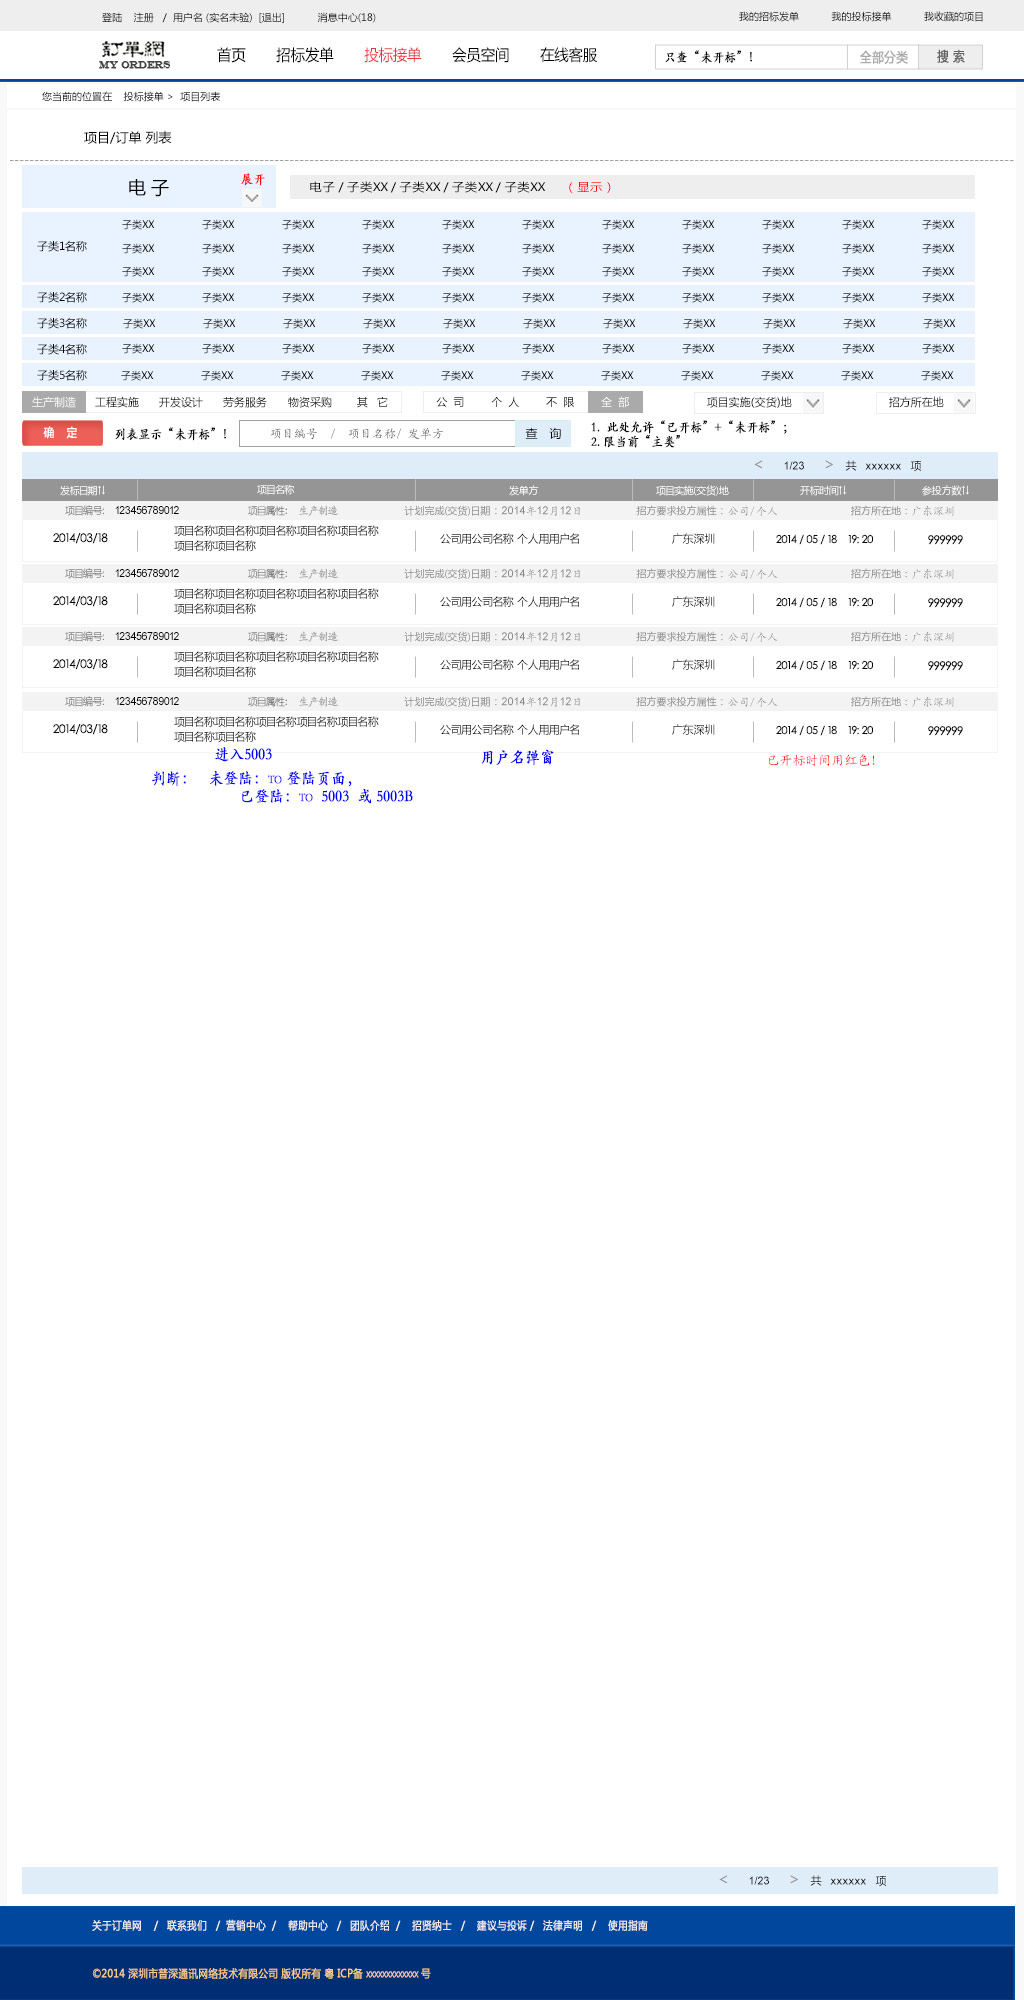 登陆 注册 / 用户名 (实名未验) [退出] 消息中心(18) 我的招标发单 我的投标接单 我收藏的项目
訂單網
MY ORDERS
首页 招标发单 投标接单 会员空间 在线客服 只查“未开标”! 全部分类 搜 索
您当前的位置在 投标接单 > 项目列表
项目/订单 列表
电 子 展开 电子 / 子类XX / 子类XX / 子类XX / 子类XX ( 显示 )
子类XX 子类XX 子类XX 子类XX 子类XX 子类XX 子类XX 子类XX 子类XX 子类XX 子类XX
子类1名称 子类XX 子类XX 子类XX 子类XX 子类XX 子类XX 子类XX 子类XX 子类XX 子类XX 子类XX
子类XX 子类XX 子类XX 子类XX 子类XX 子类XX 子类XX 子类XX 子类XX 子类XX 子类XX
子类2名称 子类XX 子类XX 子类XX 子类XX 子类XX 子类XX 子类XX 子类XX 子类XX 子类XX 子类XX
子类3名称 子类XX 子类XX 子类XX 子类XX 子类XX 子类XX 子类XX 子类XX 子类XX 子类XX 子类XX
子类4名称 子类XX 子类XX 子类XX 子类XX 子类XX 子类XX 子类XX 子类XX 子类XX 子类XX 子类XX
子类5名称 子类XX 子类XX 子类XX 子类XX 子类XX 子类XX 子类XX 子类XX 子类XX 子类XX 子类XX
生产制造 工程实施 开发设计 劳务服务 物资采购 其 它 公 司 个 人 不 限 全 部 项目实施(交货)地 招方所在地
确 定 列表显示“未开标”! 项目编号 / 项目名称/ 发单方 查 询 1. 此处允许“已开标”+“未开标”;
2.限当前“主类”
< 1/23 > 共 xxxxxx 项
发标日期⇅ 项目名称 发单方 项目实施(交货)地 开标时间⇅ 参投方数⇅
项目编号: 123456789012 项目属性: 生产制造 计划完成(交货)日期：2014年12月12日 招方要求投方属性：公司/个人 招方所在地：广东深圳
项目名称项目名称项目名称项目名称项目名称
2014/03/18 公司用公司名称 个人用用户名 广东深圳 2014 / 05 / 18 19: 20 999999
项目名称项目名称
项目编号: 123456789012 项目属性: 生产制造 计划完成(交货)日期：2014年12月12日 招方要求投方属性：公司/个人 招方所在地：广东深圳
项目名称项目名称项目名称项目名称项目名称
2014/03/18 公司用公司名称 个人用用户名 广东深圳 2014 / 05 / 18 19: 20 999999
项目名称项目名称
项目编号: 123456789012 项目属性: 生产制造 计划完成(交货)日期：2014年12月12日 招方要求投方属性：公司/个人 招方所在地：广东深圳
项目名称项目名称项目名称项目名称项目名称
2014/03/18 公司用公司名称 个人用用户名 广东深圳 2014 / 05 / 18 19: 20 999999
项目名称项目名称
项目编号: 123456789012 项目属性: 生产制造 计划完成(交货)日期：2014年12月12日 招方要求投方属性：公司/个人 招方所在地：广东深圳
项目名称项目名称项目名称项目名称项目名称
2014/03/18 公司用公司名称 个人用用户名 广东深圳 2014 / 05 / 18 19: 20 999999
项目名称项目名称
进入5003 用户名弹窗 已开标时间用红色!
判断： 未登陆：TO 登陆页面，
已登陆：TO 5003 或 5003B
< 1/23 > 共 xxxxxx 项
关于订单网 / 联系我们 / 营销中心 / 帮助中心 / 团队介绍 / 招贤纳士 / 建议与投诉 / 法律声明 / 使用指南
©2014 深圳市普深通讯网络技术有限公司 版权所有 粤 ICP备 xxxxxxxxxxxxx 号